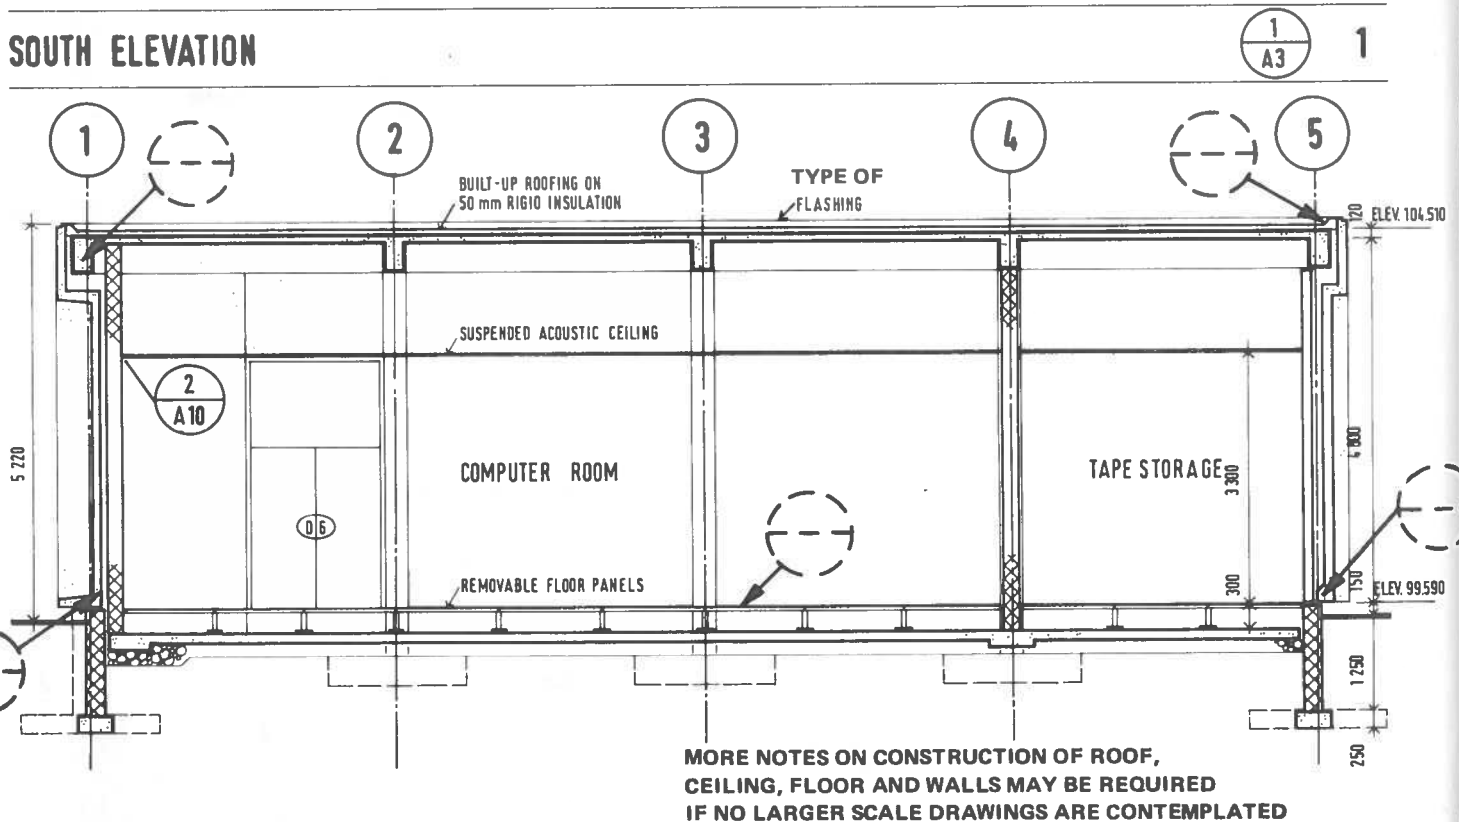 SOUTH ELEVATION
1
A3
1
1
2
3
4
5
BUILT-UP ROOFING ON
50 mm RIGID INSULATION
TYPE OF
FLASHING
120
ELEV. 104.510
SUSPENDED ACOUSTIC CEILING
2
A10
5 220
COMPUTER ROOM
TAPE STORAGE
3 300
4 800
D6
REMOVABLE FLOOR PANELS
300
150
ELEV. 99.590
1 250
250
MORE NOTES ON CONSTRUCTION OF ROOF,
CEILING, FLOOR AND WALLS MAY BE REQUIRED
IF NO LARGER SCALE DRAWINGS ARE CONTEMPLATED